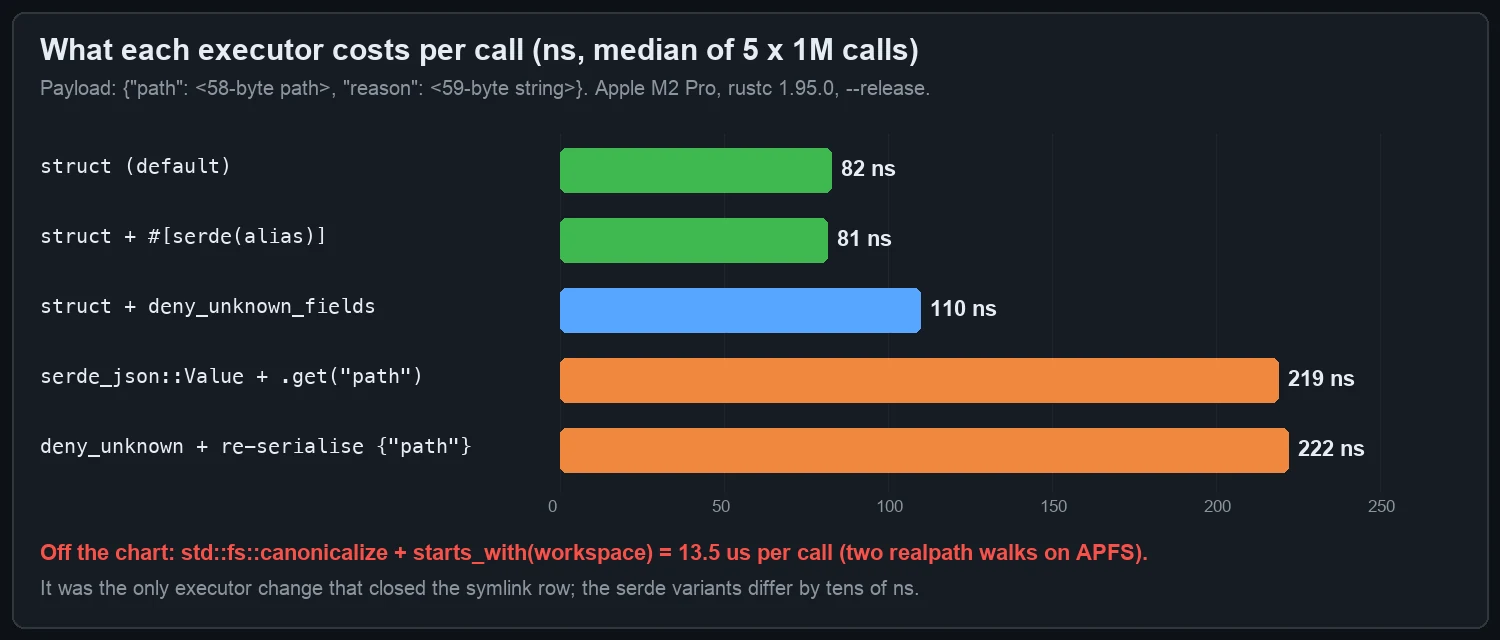 What each executor costs per call (ns, median of 5 x 1M calls)
Payload: {"path": <58-byte path>, "reason": <59-byte string>}. Apple M2 Pro, rustc 1.95.0, --release.
struct (default) 82 ns
struct + #[serde(alias)] 81 ns
struct + deny_unknown_fields 110 ns
serde_json::Value + .get("path") 219 ns
deny_unknown + re-serialise {"path"} 222 ns
0 50 100 150 200 250
Off the chart: std::fs::canonicalize + starts_with(workspace) = 13.5 us per call (two realpath walks on APFS).
It was the only executor change that closed the symlink row; the serde variants differ by tens of ns.